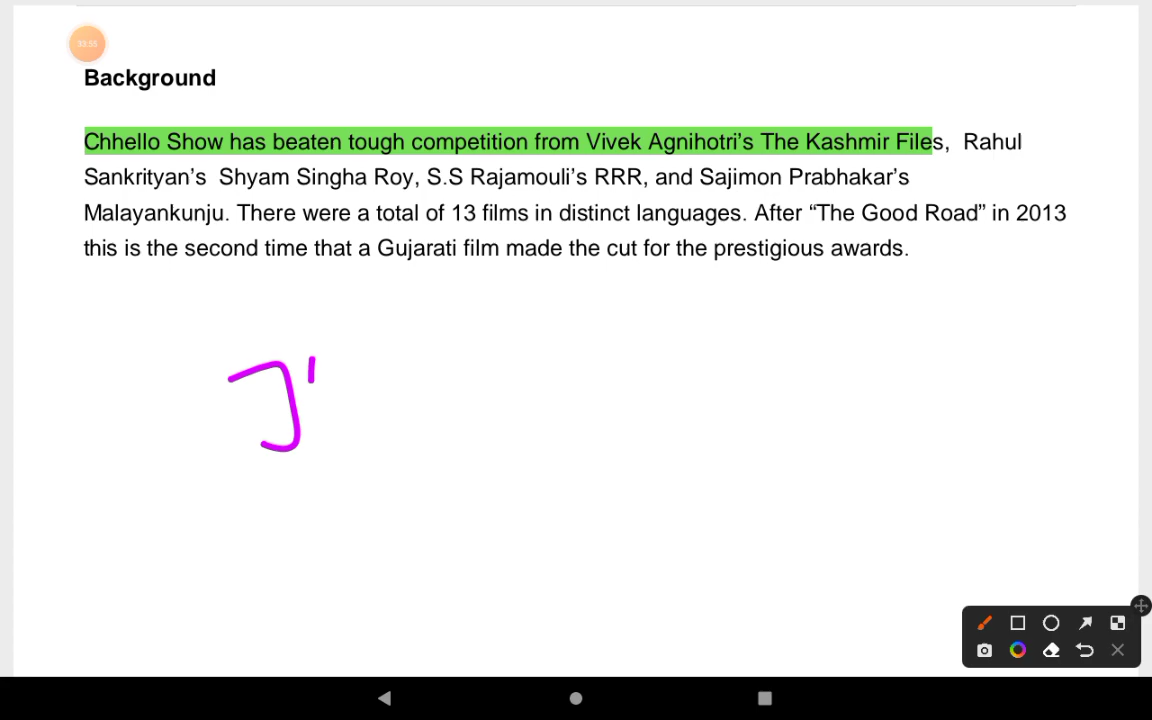 33:55
Background
Chhello Show has beaten tough competition from Vivek Agnihotri’s The Kashmir Files,  Rahul
Sankrityan’s  Shyam Singha Roy, S.S Rajamouli’s RRR, and Sajimon Prabhakar’s
Malayankunju. There were a total of 13 films in distinct languages. After “The Good Road” in 2013
this is the second time that a Gujarati film made the cut for the prestigious awards.